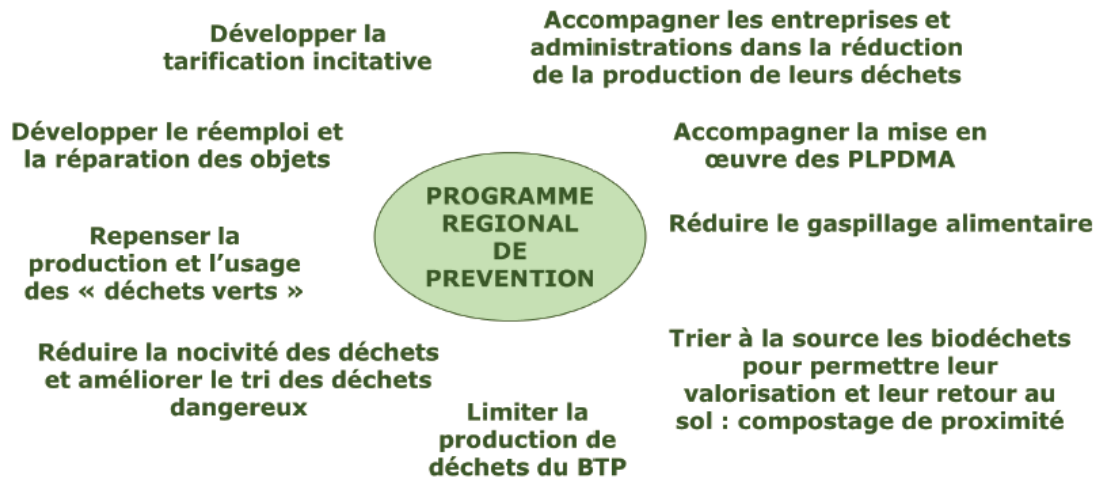 Développer la
tarification incitative
Accompagner les entreprises et
administrations dans la réduction
de la production de leurs déchets
Développer le réemploi et
la réparation des objets
Accompagner la mise en
œuvre des PLPDMA
PROGRAMME
REGIONAL
DE
PREVENTION
Réduire le gaspillage alimentaire
Repenser la
production et l’usage
des « déchets verts »
Réduire la nocivité des déchets
et améliorer le tri des déchets
dangereux
Trier à la source les biodéchets
pour permettre leur
valorisation et leur retour au
sol : compostage de proximité
Limiter la
production de
déchets du BTP